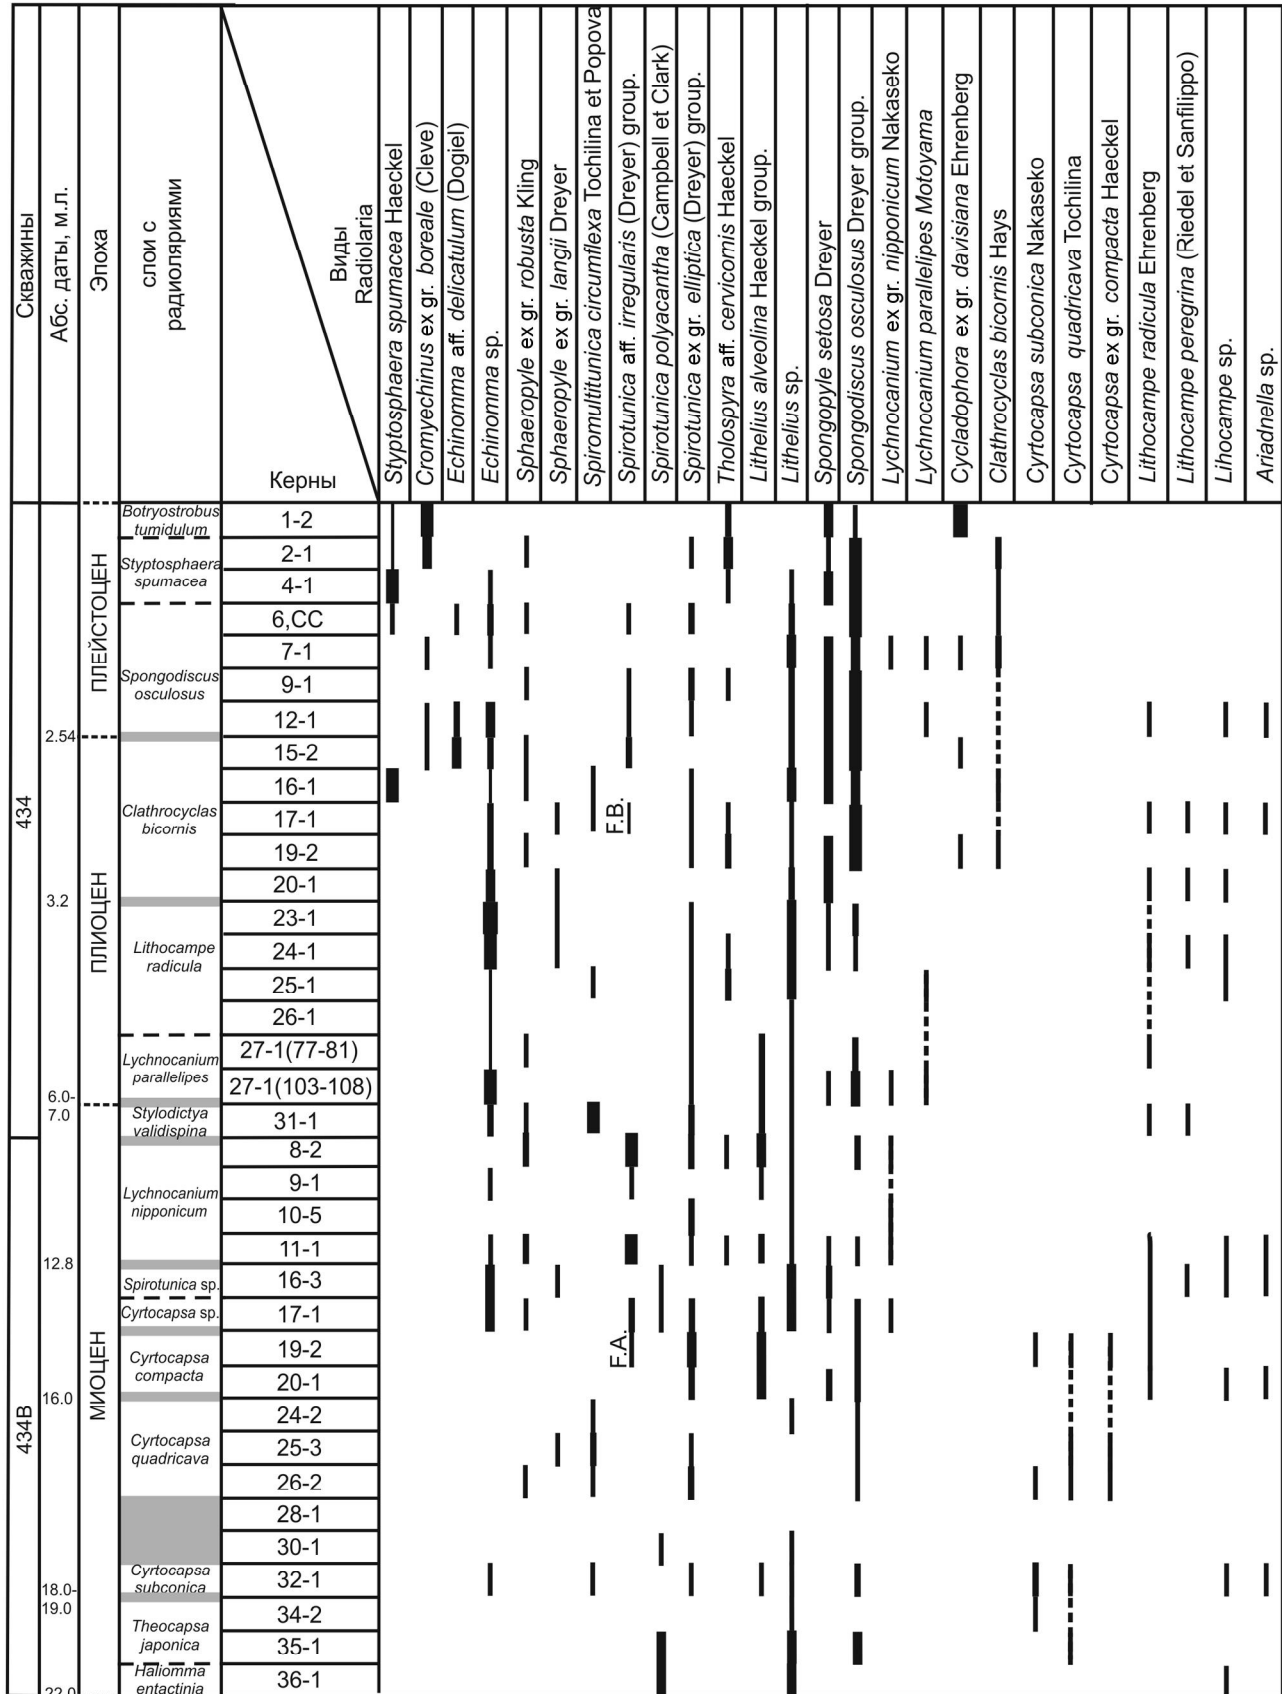 Скважины
Абс. даты, м.л.
Эпоха
слои с
радиоляриями
Виды
Radiolaria
Керны
Styptosphaera spumacea Haeckel
Cromyechinus ex gr. boreale (Cleve)
Echinomma aff. delicatulum (Dogiel)
Echinomma sp.
Sphaeropyle ex gr. robusta Kling
Sphaeropyle ex gr. langii Dreyer
Spiromultitunica circumflexa Tochilina et Popova
Spirotunica aff. irregularis (Dreyer) group.
Spirotunica polyacantha (Campbell et Clark)
Spirotunica ex gr. elliptica (Dreyer) group.
Tholospyra aff. cervicornis Haeckel
Lithelius alveolina Haeckel group.
Lithelius sp.
Spongopyle setosa Dreyer
Spongodiscus osculosus Dreyer group.
Lychnocanium ex gr. nipponicum Nakaseko
Lychnocanium parallelipes Motoyama
Cycladophora ex gr. davisiana Ehrenberg
Clathrocyclas bicornis Hays
Cyrtocapsa subconica Nakaseko
Cyrtocapsa quadricava Tochilina
Cyrtocapsa ex gr. compacta Haeckel
Lithocampe radicula Ehrenberg
Lithocampe peregrina (Riedel et Sanfilippo)
Lihocampe sp.
Ariadnella sp.
434
434B
2.54
3.2
6.0-
7.0
12.8
16.0
18.0-
19.0
22.0
ПЛЕЙСТОЦЕН
ПЛИОЦЕН
МИОЦЕН
Botryostrobus
tumidulum
Styptosphaera
spumacea
Spongodiscus
osculosus
Clathrocyclas
bicornis
Lithocampe
radicula
Lychnocanium
parallelipes
Stylodictya
validispina
Lychnocanium
nipponicum
Spirotunica sp.
Cyrtocapsa sp.
Cyrtocapsa
compacta
Cyrtocapsa
quadricava
Cyrtocapsa
subconica
Theocapsa
japonica
Haliomma
entactinia
1-2
2-1
4-1
6,CC
7-1
9-1
12-1
15-2
16-1
17-1
19-2
20-1
23-1
24-1
25-1
26-1
27-1(77-81)
27-1(103-108)
31-1
8-2
9-1
10-5
11-1
16-3
17-1
19-2
20-1
24-2
25-3
26-2
28-1
30-1
32-1
34-2
35-1
36-1
F.B.
F.A.